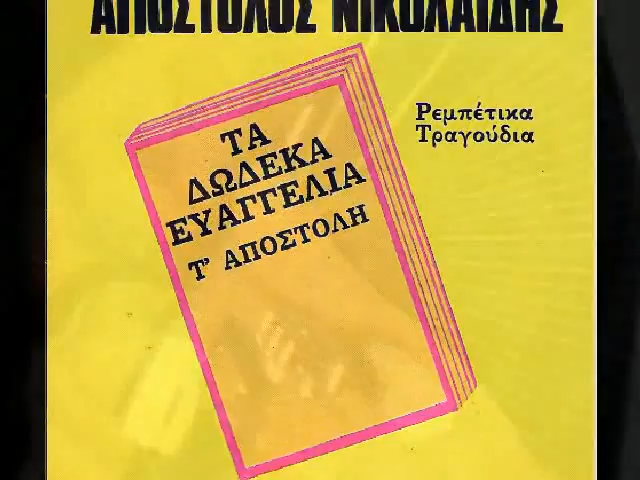 ΑΠΟΣΤΟΛΟΣ ΝΙΚΟΛΑΪΔΗΣ
Ρεμπέτικα
Τραγούδια
ΤΑ
ΔΩΔΕΚΑ
ΕΥΑΓΓΕΛΙΑ
Τ' ΑΠΟΣΤΟΛΗ